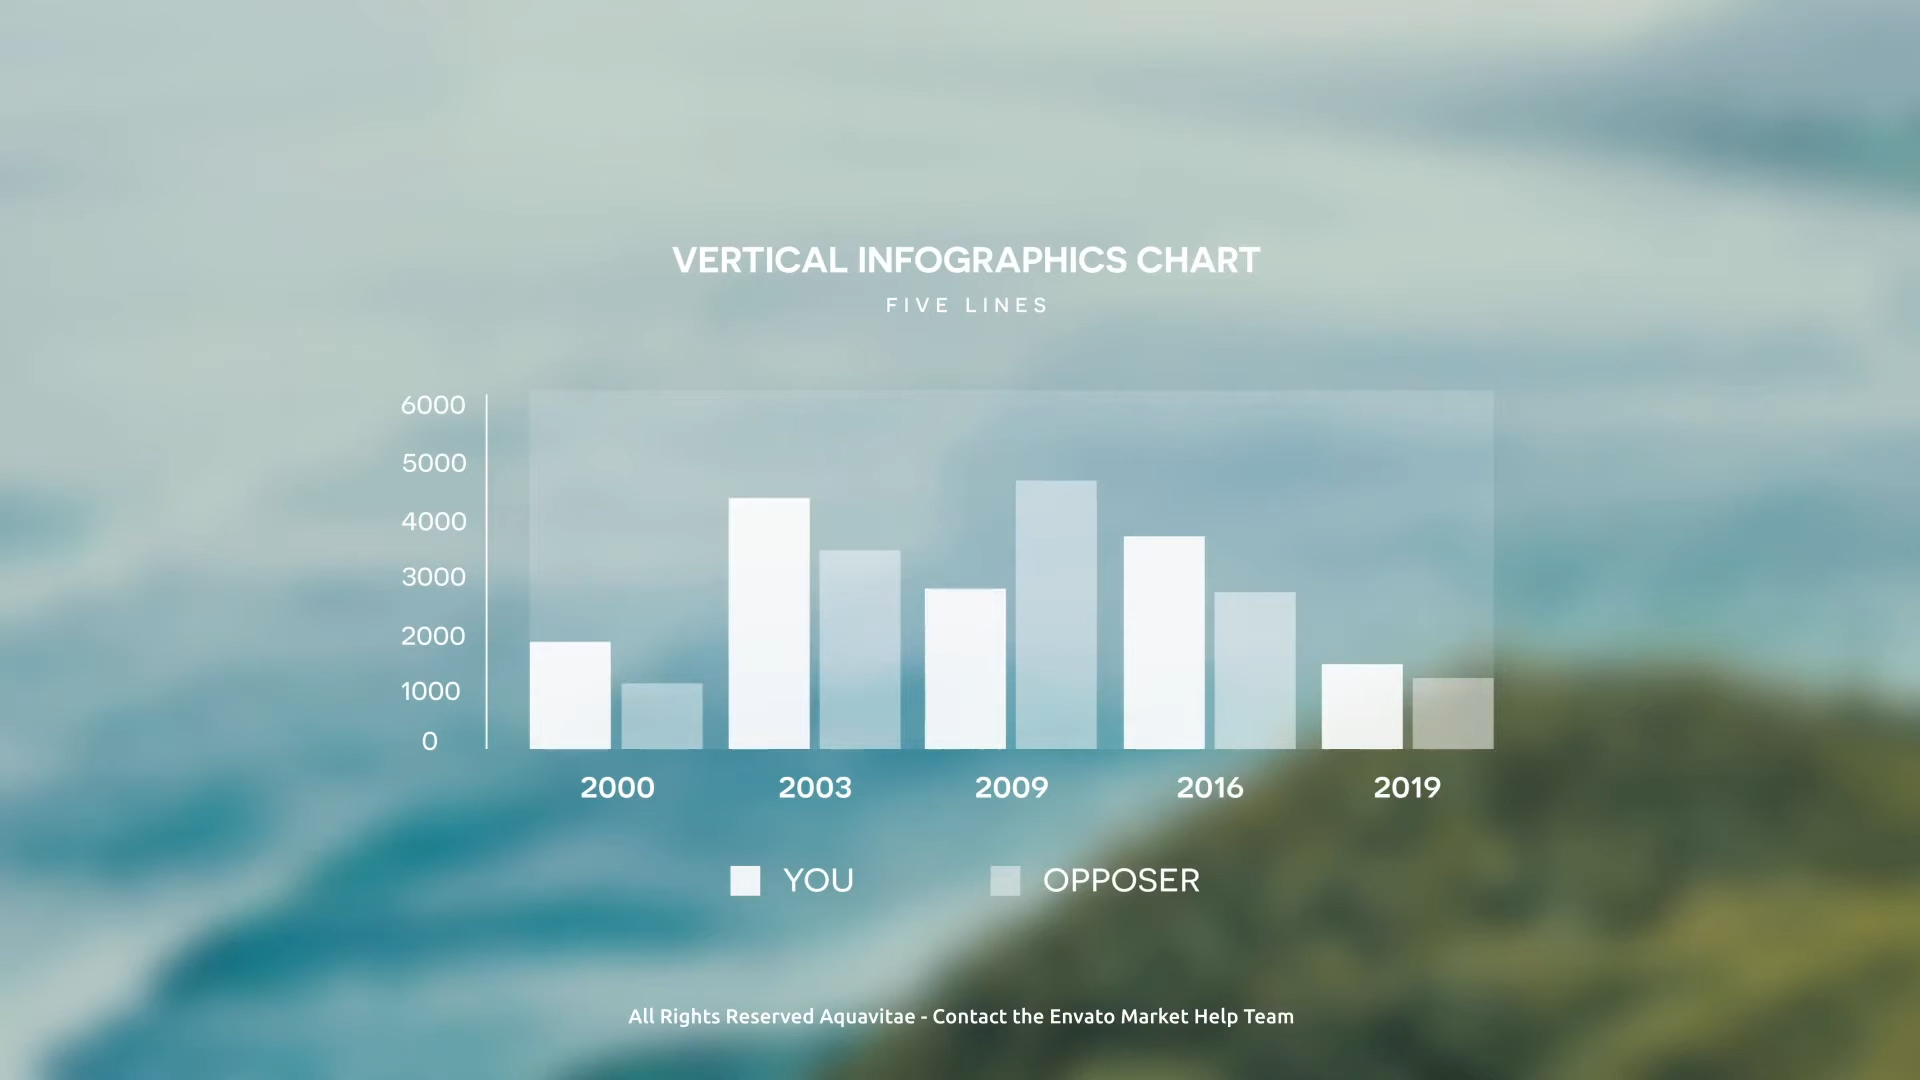 VERTICAL INFOGRAPHICS CHART
FIVE LINES
6000
5000
4000
3000
2000
1000
0
2000 2003 2009 2016 2019
YOU OPPOSER
All Rights Reserved Aquavitae - Contact the Envato Market Help Team